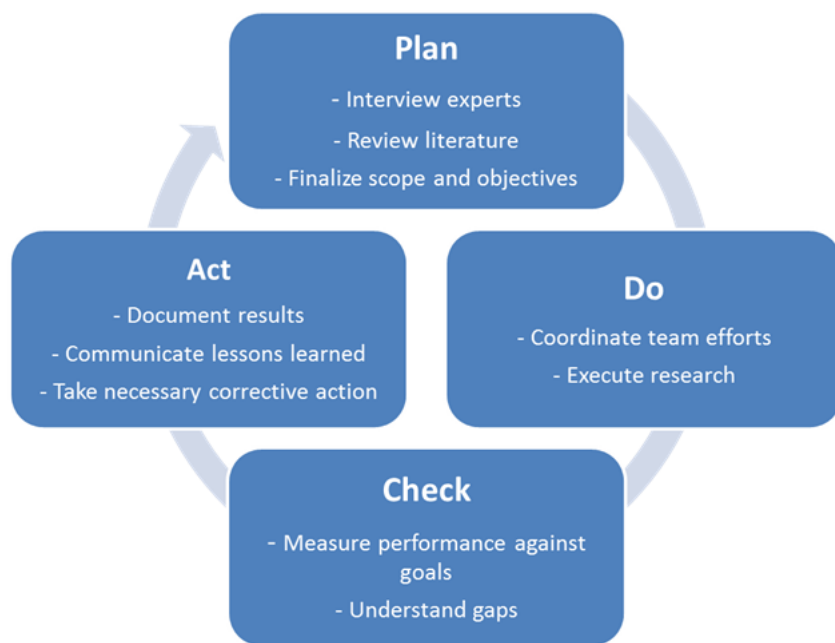 Plan
- Interview experts
- Review literature
- Finalize scope and objectives
Do
- Coordinate team efforts
- Execute research
Check
- Measure performance against
goals
- Understand gaps
Act
- Document results
- Communicate lessons learned
- Take necessary corrective action